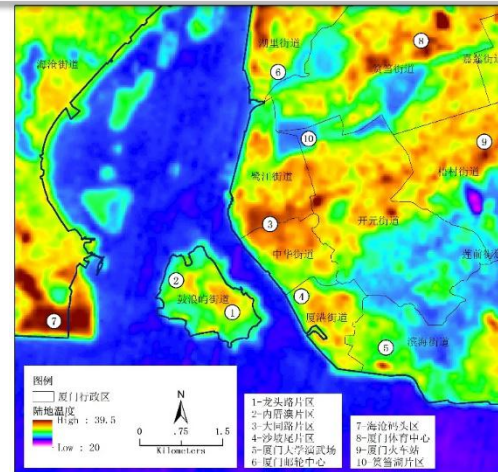 湖里街道
8
海沧街道
6
筼筜街道
嘉莲街道
10
9
鹭江街道
梧村街道
3
开元街道
中华街道
莲前街道
2
鼓浪屿街道
1
4
厦港街道
7
5
滨海街道
图例
厦门行政区
陆地温度
High : 39.5
Low : 20
N
0 .75 1.5
Kilometers
1-龙头路片区
2-内厝澳片区
3-大同路片区
4-沙坡尾片区
5-厦门大学演武场
6-厦门邮轮中心
7-海沧码头区
8-厦门体育中心
9-厦门火车站
10-筼筜湖片区